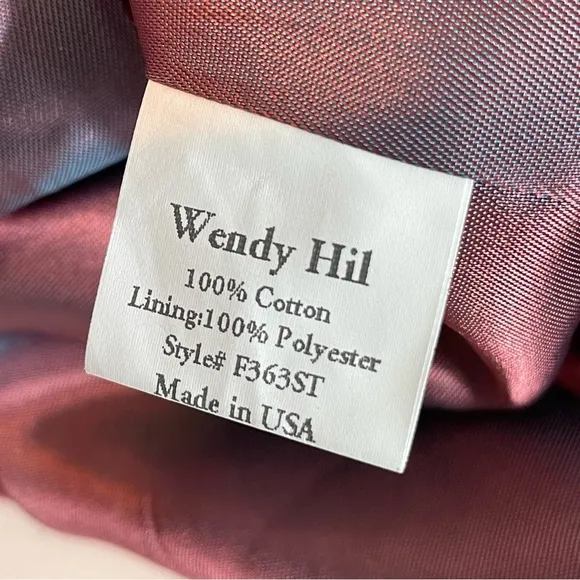 Wendy Hil
100% Cotton
Lining:100% Polyester
Style# F363ST
Made in USA